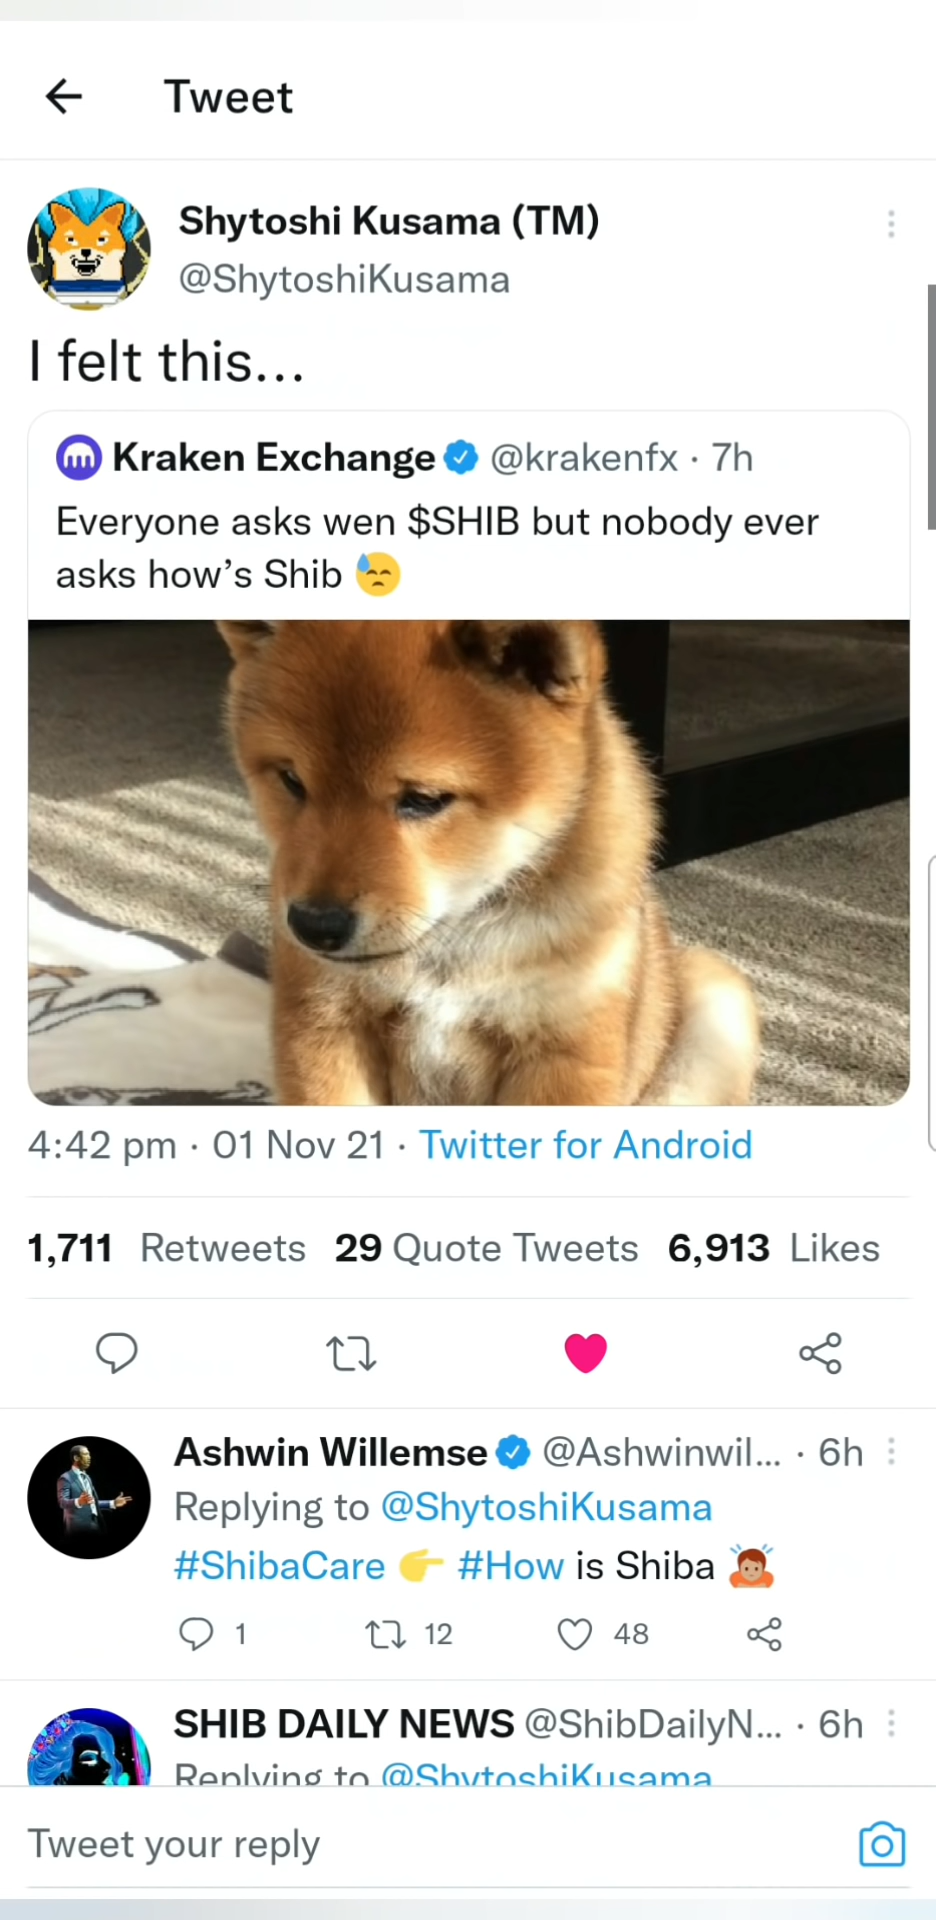 Tweet
Shytoshi Kusama (TM)
@ShytoshiKusama
I felt this...
Kraken Exchange @krakenfx · 7h
Everyone asks wen $SHIB but nobody ever
asks how’s Shib 😓
4:42 pm · 01 Nov 21 · Twitter for Android
1,711 Retweets 29 Quote Tweets 6,913 Likes
Ashwin Willemse @Ashwinwil... · 6h
Replying to @ShytoshiKusama
#ShibaCare 👉 #How is Shiba 🙇🏽
1 12 48
SHIB DAILY NEWS @ShibDailyN... · 6h
Replying to @ShytoshiKusama
Tweet your reply